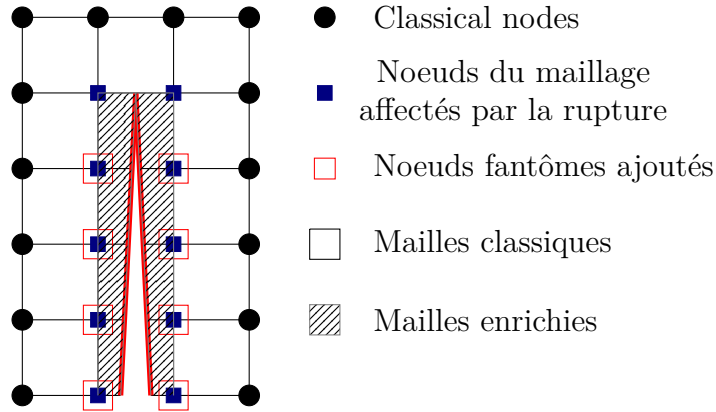 Classical nodes
Noeuds du maillage
affectés par la rupture
Noeuds fantômes ajoutés
Mailles classiques
Mailles enrichies